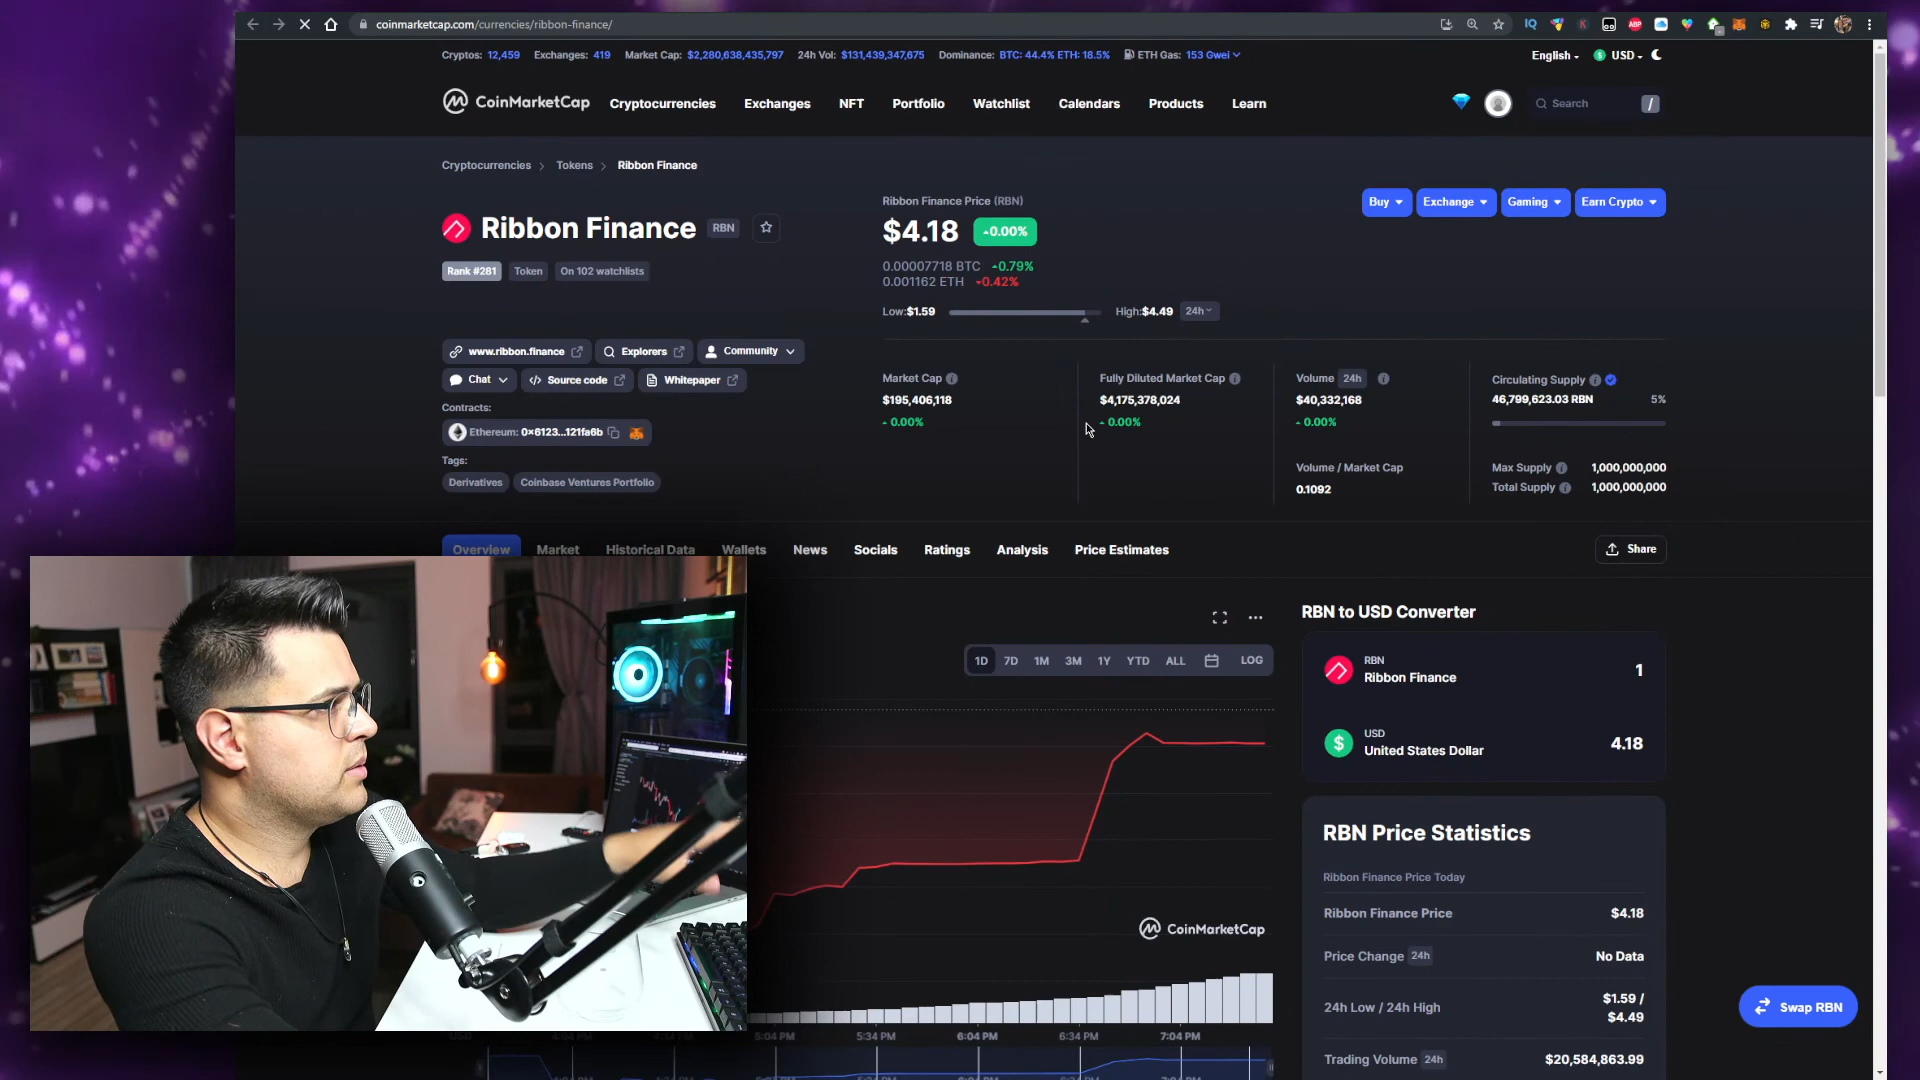 coinmarketcap.com/currencies/ribbon-finance/
Cryptos: 12,459 Exchanges: 419 Market Cap: $2,280,638,435,797 24h Vol: $131,439,347,675 Dominance: BTC: 44.4% ETH: 18.5% ETH Gas: 153 Gwei
English USD
CoinMarketCap Cryptocurrencies Exchanges NFT Portfolio Watchlist Calendars Products Learn Search /
Cryptocurrencies Tokens Ribbon Finance
Ribbon Finance RBN
Rank #281 Token On 102 watchlists
www.ribbon.finance Explorers Community
Chat Source code Whitepaper
Contracts:
Ethereum: 0x6123...121fa6b
Tags:
Derivatives Coinbase Ventures Portfolio
Ribbon Finance Price (RBN)
$4.18 0.00%
0.00007718 BTC 0.79%
0.001162 ETH 0.42%
Low:$1.59 High:$4.49 24h
Buy Exchange Gaming Earn Crypto
Market Cap
$195,406,118
0.00%
Fully Diluted Market Cap
$4,175,378,024
0.00%
Volume 24h
$40,332,168
0.00%
Volume / Market Cap
0.1092
Circulating Supply
46,799,623.03 RBN 5%
Max Supply 1,000,000,000
Total Supply 1,000,000,000
Overview Market Historical Data Wallets News Socials Ratings Analysis Price Estimates Share
1D 7D 1M 3M 1Y YTD ALL LOG
CoinMarketCap
5:04 PM 5:34 PM 6:04 PM 6:34 PM 7:04 PM
RBN to USD Converter
RBN
Ribbon Finance 1
USD
United States Dollar 4.18
RBN Price Statistics
Ribbon Finance Price Today
Ribbon Finance Price $4.18
Price Change 24h No Data
24h Low / 24h High $1.59 /
$4.49
Trading Volume 24h $20,584,863.99
Swap RBN